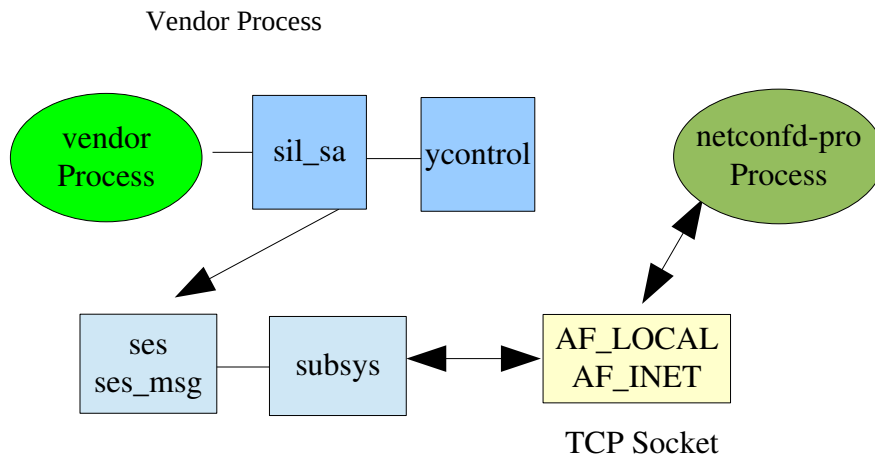 Vendor Process
vendor
Process
sil_sa
ycontrol
netconfd-pro
Process
ses
ses_msg
subsys
AF_LOCAL
AF_INET
TCP Socket